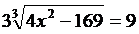 3∛(4x² − 169) = 9